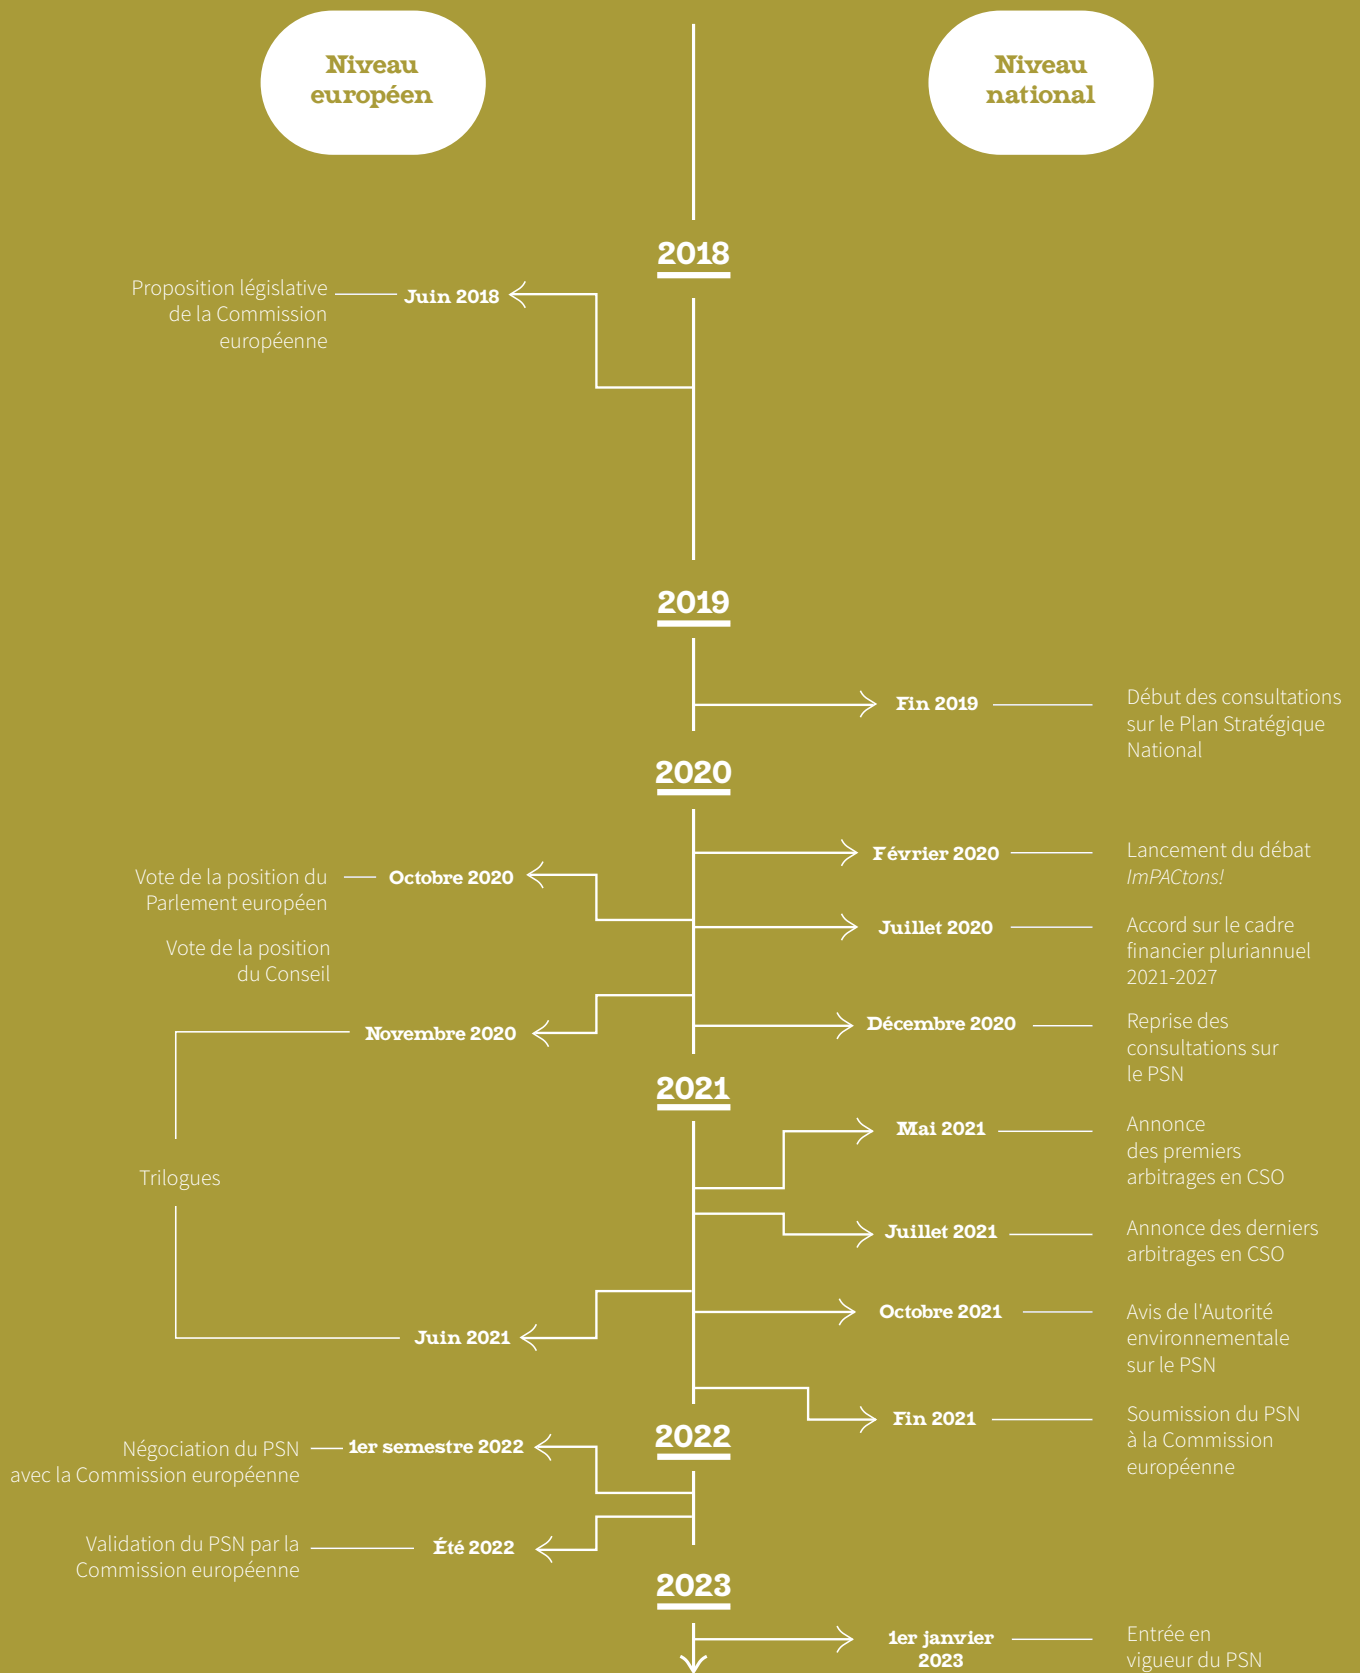 Niveau
européen
Niveau
national
2018
Proposition législative
de la Commission
européenne
Juin 2018
2019
Fin 2019
Début des consultations
sur le Plan Stratégique
National
2020
Février 2020
Lancement du débat
ImPACtons!
Vote de la position du
Parlement européen
Octobre 2020
Vote de la position
du Conseil
Juillet 2020
Accord sur le cadre
financier pluriannuel
2021-2027
Novembre 2020
Décembre 2020
Reprise des
consultations sur
le PSN
2021
Mai 2021
Annonce
des premiers
arbitrages en CSO
Trilogues
Juillet 2021
Annonce des derniers
arbitrages en CSO
Juin 2021
Octobre 2021
Avis de l'Autorité
environnementale
sur le PSN
Fin 2021
Soumission du PSN
à la Commission
européenne
2022
Négociation du PSN
avec la Commission européenne
1er semestre 2022
Validation du PSN par la
Commission européenne
Été 2022
2023
1er janvier
2023
Entrée en
vigueur du PSN